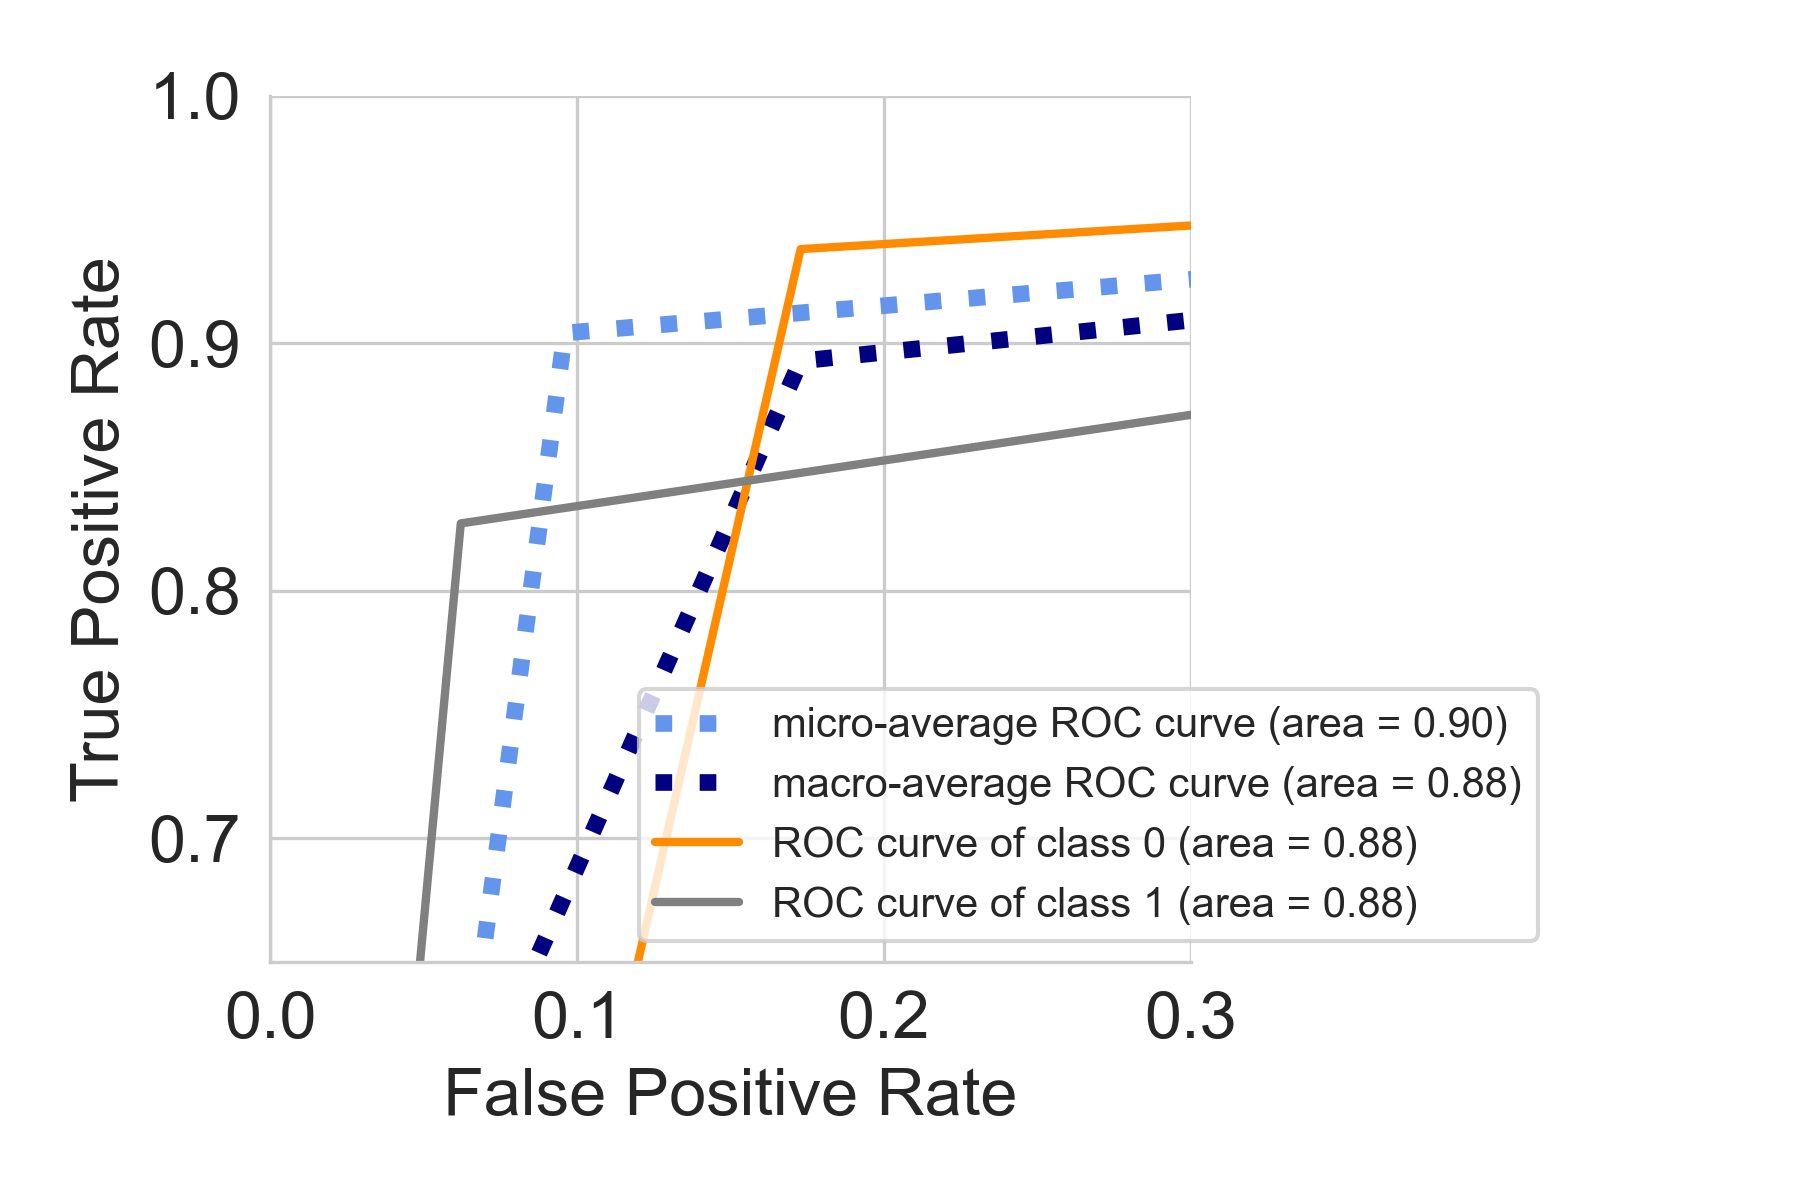 1.0
0.9
0.8
0.7
True Positive Rate
micro-average ROC curve (area = 0.90)
macro-average ROC curve (area = 0.88)
ROC curve of class 0 (area = 0.88)
ROC curve of class 1 (area = 0.88)
0.0 0.1 0.2 0.3
False Positive Rate